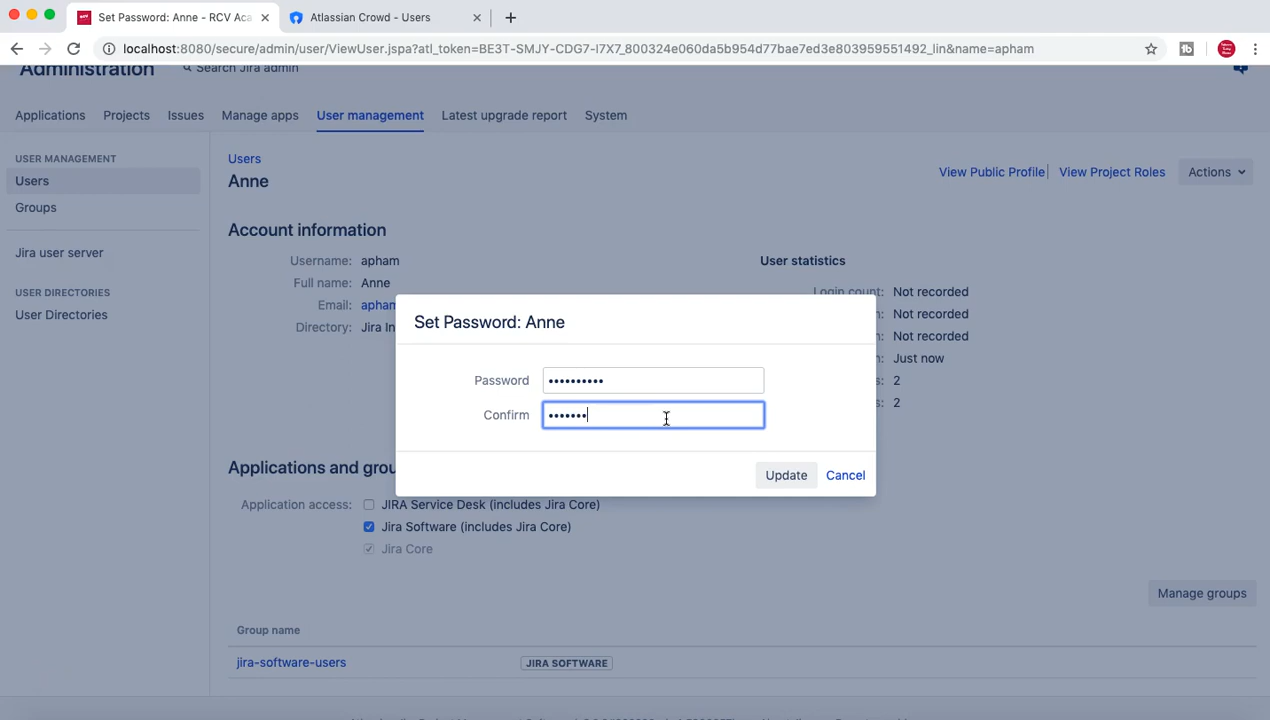 Set Password: Anne - RCV Aca
Atlassian Crowd - Users
localhost:8080/secure/admin/user/ViewUser.jspa?atl_token=BE3T-SMJY-CDG7-I7X7_800324e060da5b954d77bae7ed3e803959551492_lin&name=apham
Administration
Search Jira admin
Applications Projects Issues Manage apps User management Latest upgrade report System
USER MANAGEMENT
Users
Groups
Jira user server
USER DIRECTORIES
User Directories
Users
Anne
View Public Profile View Project Roles Actions
Account information
Username: apham
Full name: Anne
Email: apham
Directory: Jira In
User statistics
Login count: Not recorded
Not recorded
Not recorded
Just now
2
2
Set Password: Anne
Password ••••••••••
Confirm •••••••
Update Cancel
Applications and grou
Application access: JIRA Service Desk (includes Jira Core)
Jira Software (includes Jira Core)
Jira Core
Manage groups
Group name
jira-software-users JIRA SOFTWARE